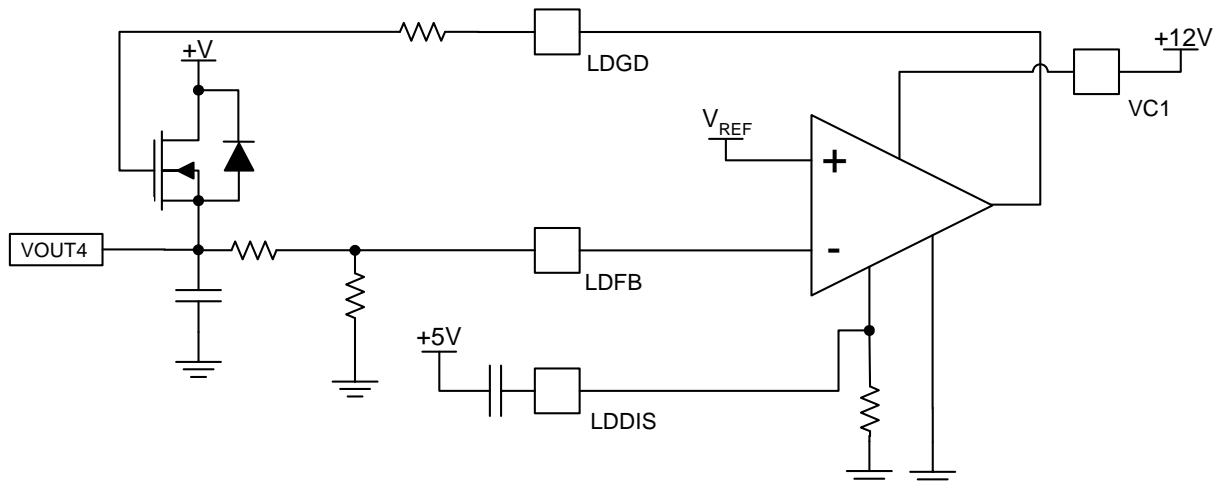 LDGD
+V
+12V
VC1
VREF
+
VOUT4
-
LDFB
+5V
LDDIS